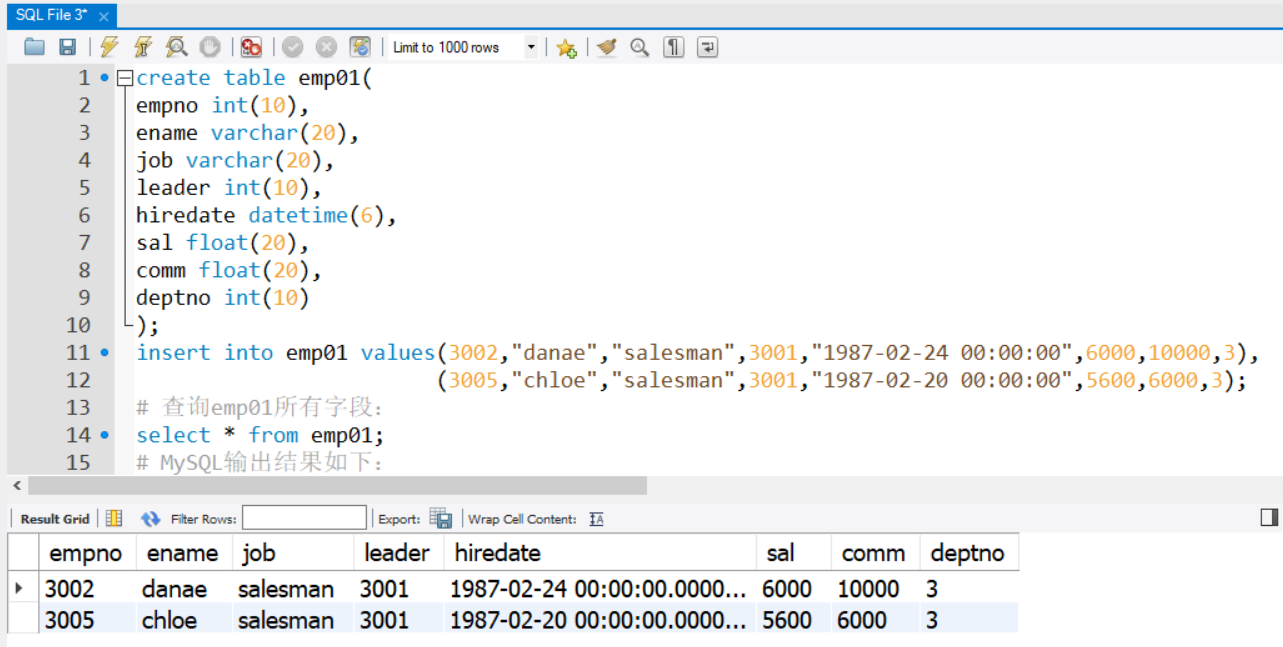 SQL File 3* ×
Limit to 1000 rows
1 create table emp01(
2 empno int(10),
3 ename varchar(20),
4 job varchar(20),
5 leader int(10),
6 hiredate datetime(6),
7 sal float(20),
8 comm float(20),
9 deptno int(10)
10 );
11 insert into emp01 values(3002,"danae","salesman",3001,"1987-02-24 00:00:00",6000,10000,3),
12 (3005,"chloe","salesman",3001,"1987-02-20 00:00:00",5600,6000,3);
13 # 查询emp01所有字段:
14 select * from emp01;
15 # MySQL输出结果如下:
Result Grid Filter Rows: Export: Wrap Cell Content:
empno ename job leader hiredate sal comm deptno
3002 danae salesman 3001 1987-02-24 00:00:00.0000... 6000 10000 3
3005 chloe salesman 3001 1987-02-20 00:00:00.0000... 5600 6000 3